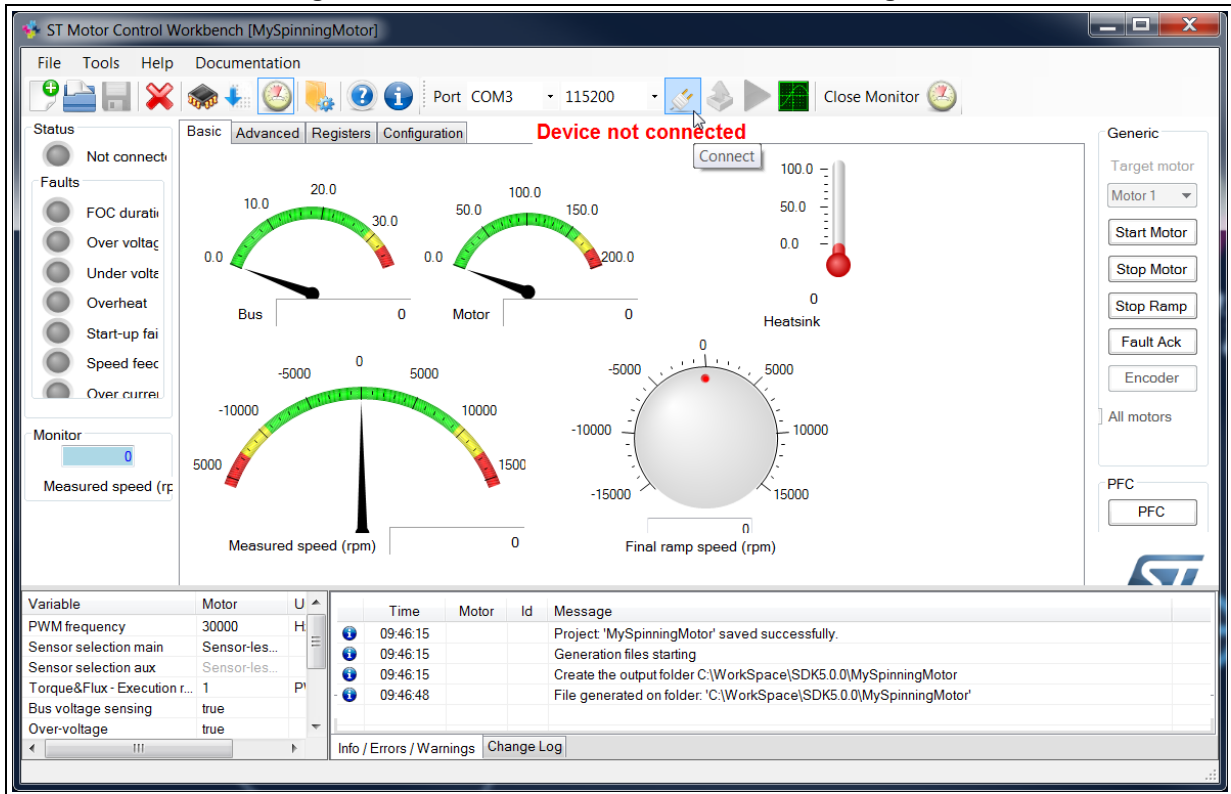 ST Motor Control Workbench [MySpinningMotor]
File Tools Help Documentation
Port COM3 115200 Close Monitor
Status
Not connect
Faults
FOC durati
Over voltag
Under volte
Overheat
Start-up fai
Speed feec
Over currei
Monitor
0
Measured speed (rp
Basic Advanced Registers Configuration
Device not connected
Connect
0.0 10.0 20.0 30.0
Bus 0
0.0 50.0 100.0 150.0 200.0
Motor 0
100.0
50.0
0.0
0
Heatsink
5000 -10000 -5000 0 5000 10000 1500
Measured speed (rpm) 0
-15000 -10000 -5000 0 5000 10000 15000
0
Final ramp speed (rpm)
Generic
Target motor
Motor 1
Start Motor
Stop Motor
Stop Ramp
Fault Ack
Encoder
All motors
PFC
PFC
ST
Variable Motor U
PWM frequency 30000 H
Sensor selection main Sensor-les...
Sensor selection aux Sensor-les...
Torque&Flux - Execution r... 1 P
Bus voltage sensing true
Over-voltage true
Time Motor Id Message
09:46:15 Project: 'MySpinningMotor' saved successfully.
09:46:15 Generation files starting
09:46:15 Create the output folder C:\WorkSpace\SDK5.0.0\MySpinningMotor
09:46:48 File generated on folder: 'C:\WorkSpace\SDK5.0.0\MySpinningMotor'
Info / Errors / Warnings Change Log